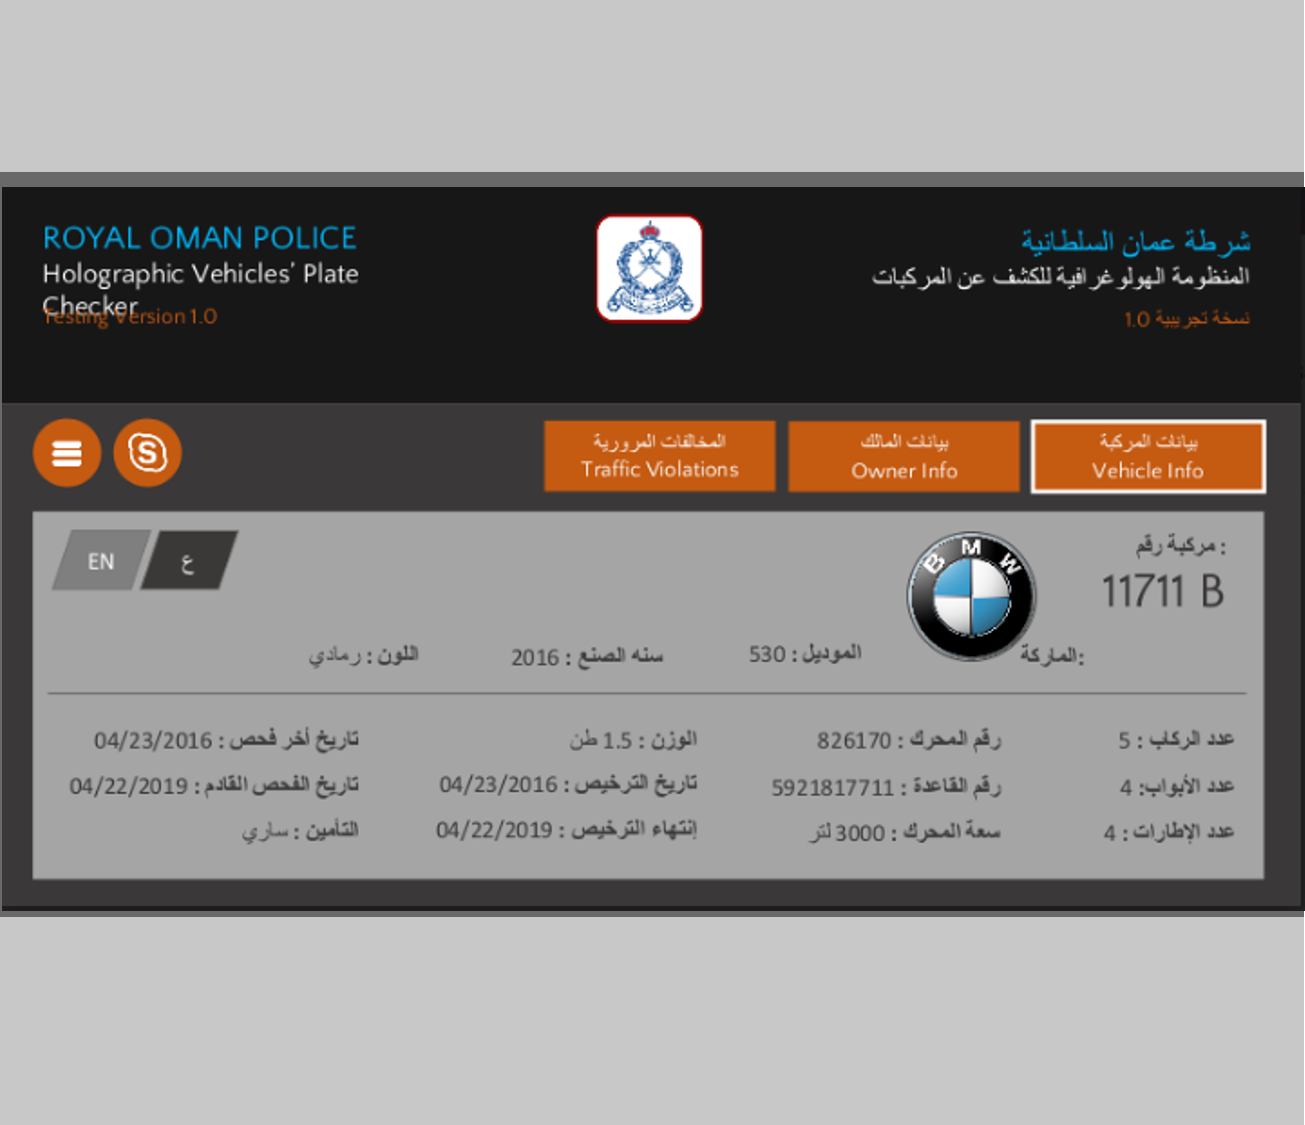 ROYAL OMAN POLICE
Holographic Vehicles' Plate
Checker
Testing Version 1.0
شرطة عمان السلطانية
المنظومة الهولوغرافية للكشف عن المركبات
نسخة تجريبية 1.0
بيانات المركبة
Vehicle Info
بيانات المالك
Owner Info
المخالفات المرورية
Traffic Violations
S
EN
ع
مركبة رقم :
11711 B
BMW
الماركة:
الموديل : 530
سنه الصنع : 2016
اللون : رمادي
عدد الركاب : 5
رقم المحرك : 826170
الوزن : 1.5 طن
تاريخ أخر فحص : 04/23/2016
عدد الأبواب: 4
رقم القاعدة : 5921817711
تاريخ الترخيص : 04/23/2016
تاريخ الفحص القادم : 04/22/2019
عدد الإطارات : 4
سعة المحرك : 3000 لتر
إنتهاء الترخيص : 04/22/2019
التأمين : ساري